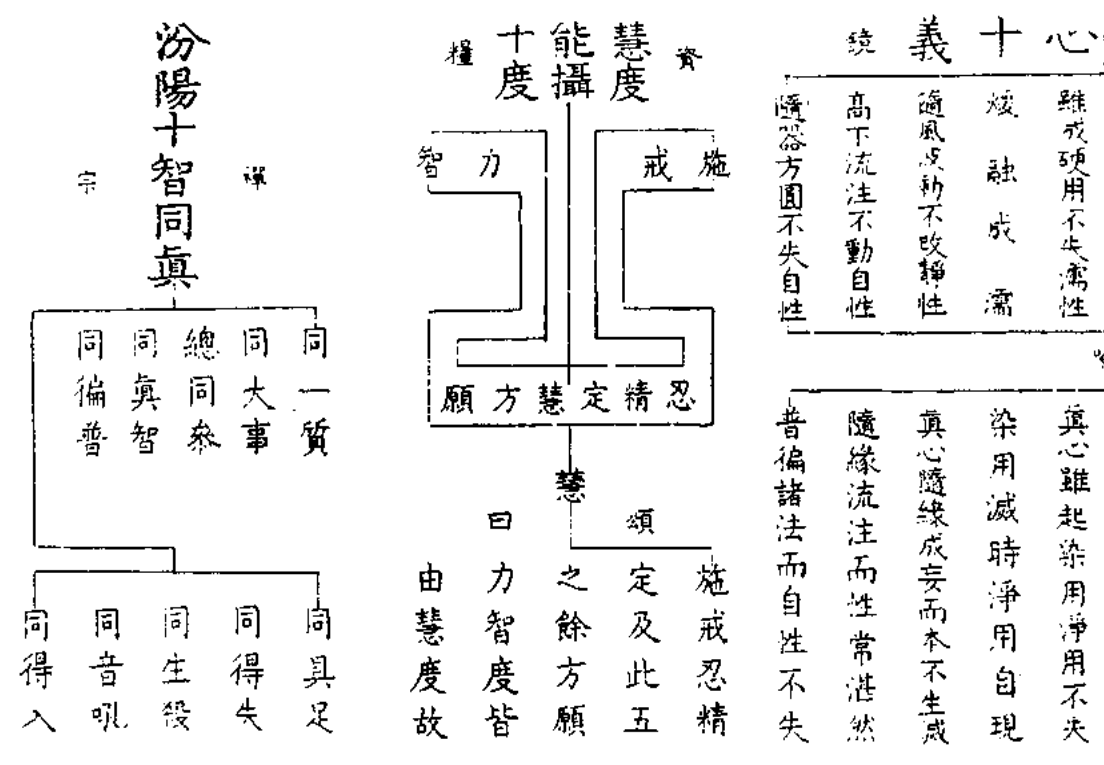 心十義
鏡
雖成硬用不失濡性
煖融成濡
隨風波動不改靜性
高下流注不動自性
隨器方圓不失自性
真心雖起染用淨用不失
染用滅時淨用自現
真心隨緣成妄而本不生滅
隨緣流注而性常湛然
普徧諸法而自性不失
資
慧度
能攝
十度
糧
施戒
力智
忍精定慧方願
慧
頌
曰
施戒忍精
定及此五
之餘方願
力智度皆
由慧度故
汾陽十智同眞
禪
宗
同一質
同大事
總同參
同眞智
同徧普
同具足
同得失
同生殺
同音吼
同得入